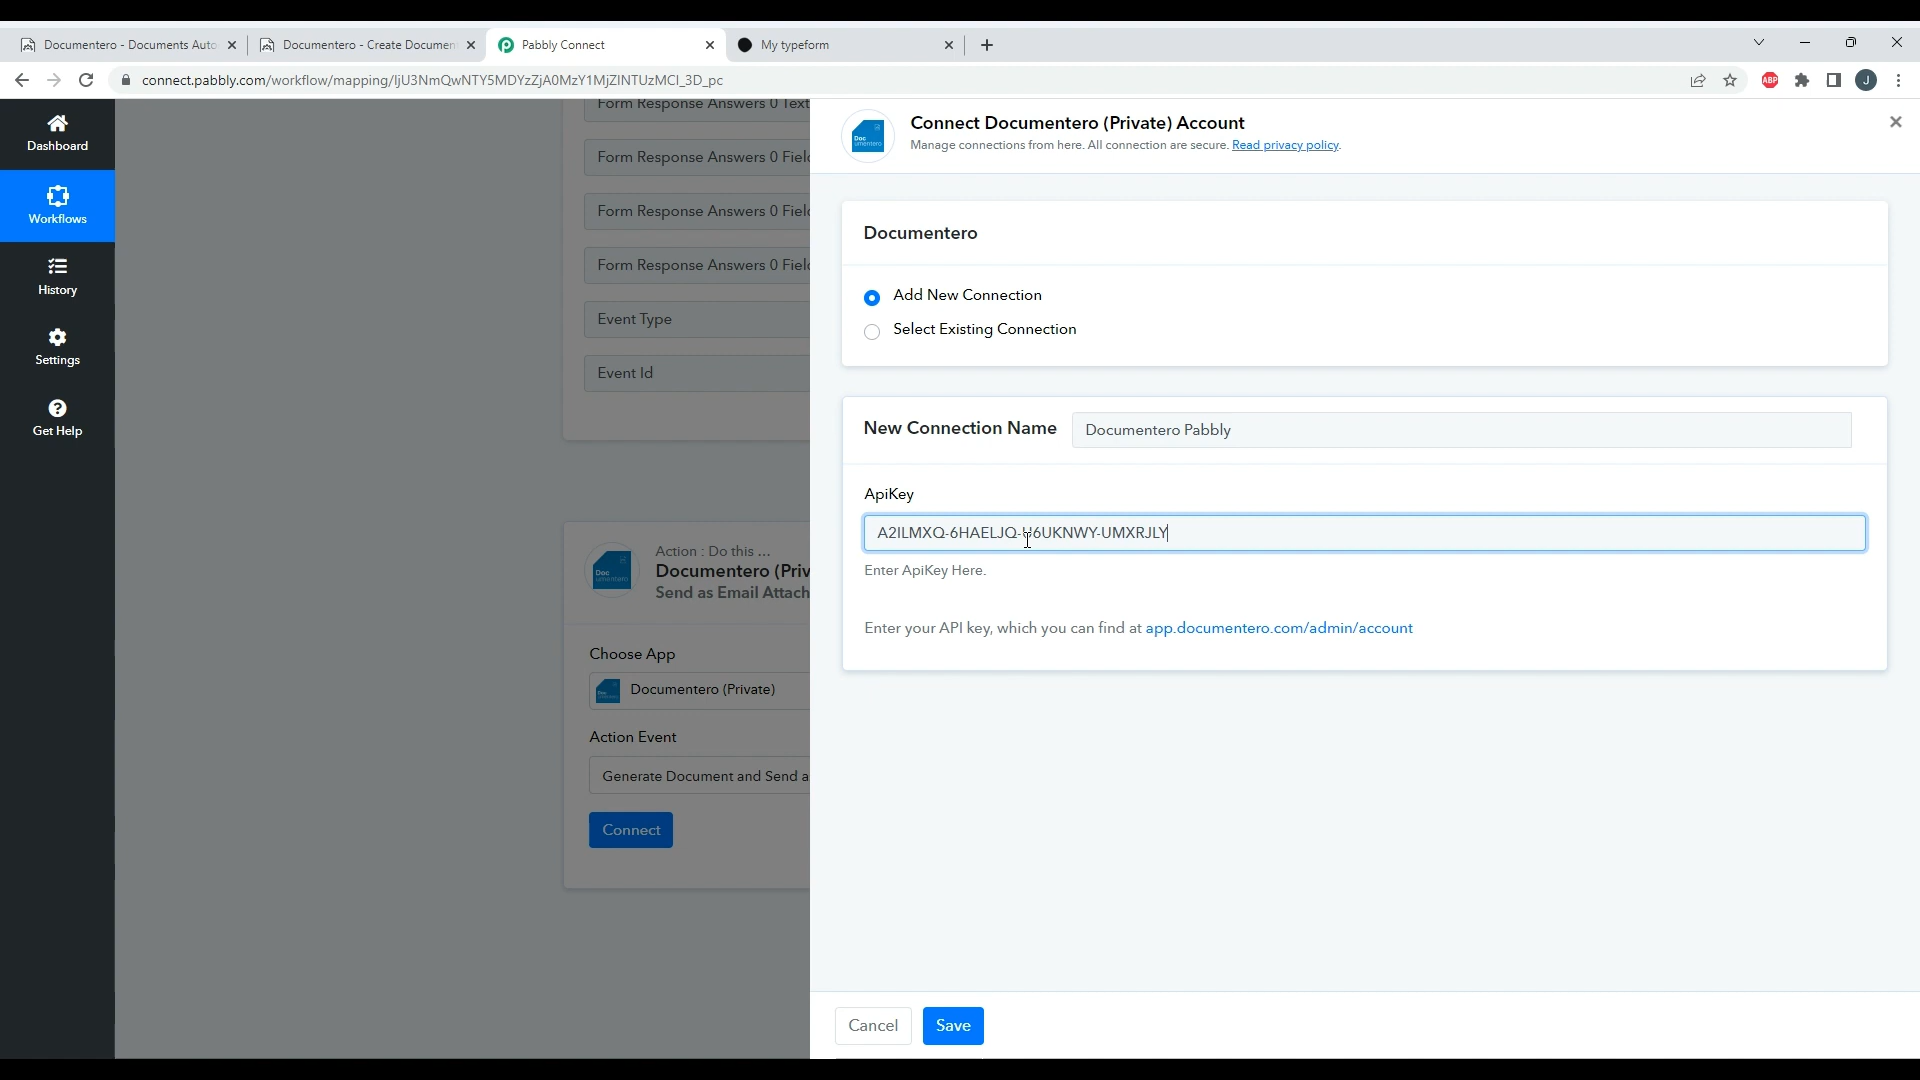 Documentero - Documents Auto
Documentero - Create Documen
Pabbly Connect
My typeform
connect.pabbly.com/workflow/mapping/IjU3NmQwNTY5MDYzZjA0MzY1MjZlNTUzMCI_3D_pc
ABP
J
Dashboard
Workflows
History
Settings
Get Help
Form Response Answers 0 Text
Form Response Answers 0 Field
Form Response Answers 0 Field
Form Response Answers 0 Field
Event Type
Event Id
Action : Do this ...
Documentero (Priv
Send as Email Attach
Choose App
Documentero (Private)
Action Event
Generate Document and Send a
Connect
Doc
umentero
Connect Documentero (Private) Account
Manage connections from here. All connection are secure. Read privacy policy.
Documentero
Add New Connection
Select Existing Connection
New Connection Name
Documentero Pabbly
ApiKey
A2ILMXQ-6HAELJQ-H6UKNWY-UMXRJLY
Enter ApiKey Here.
Enter your API key, which you can find at app.documentero.com/admin/account
Cancel
Save